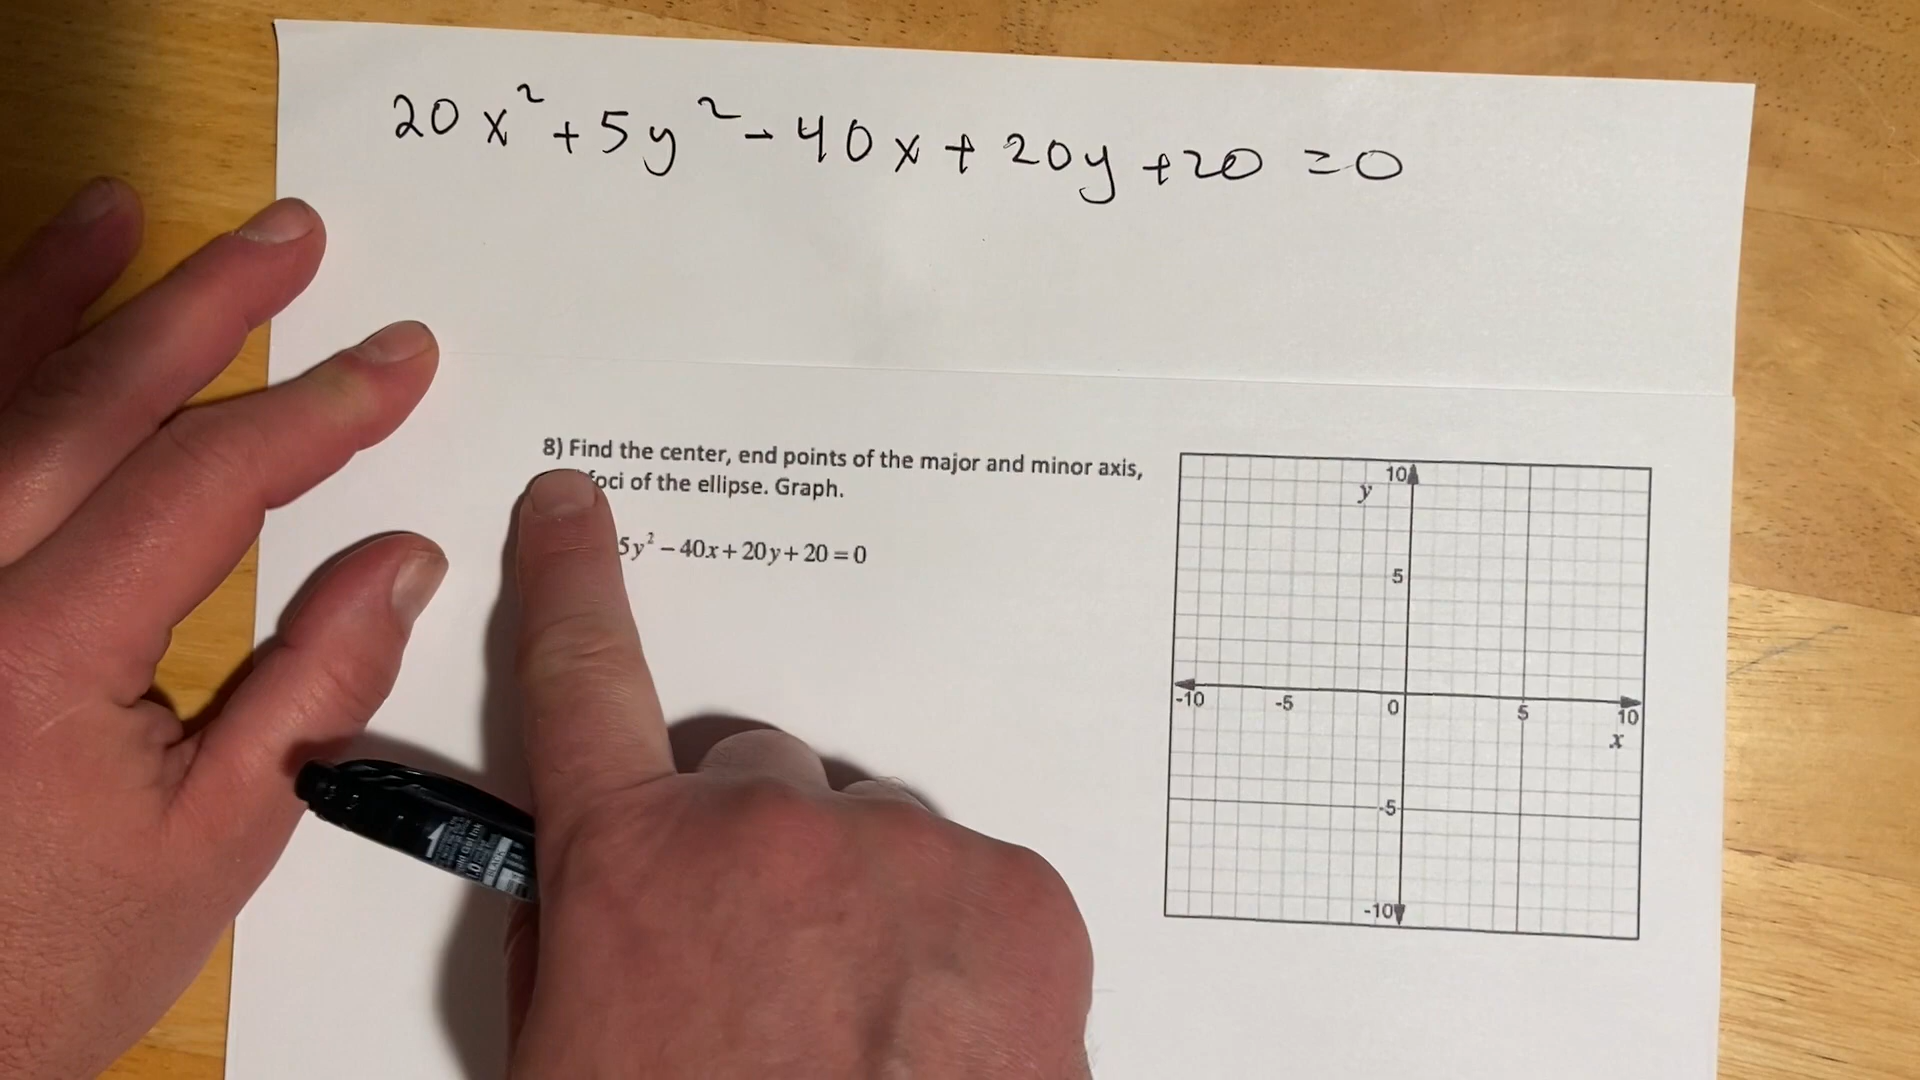 20x² + 5y² - 40x + 20y + 20 = 0
8) Find the center, end points of the major and minor axis,
foci of the ellipse. Graph.
5y² – 40x + 20y + 20 = 0
10
y
5
-10 -5 0 5 10
x
-5
-10